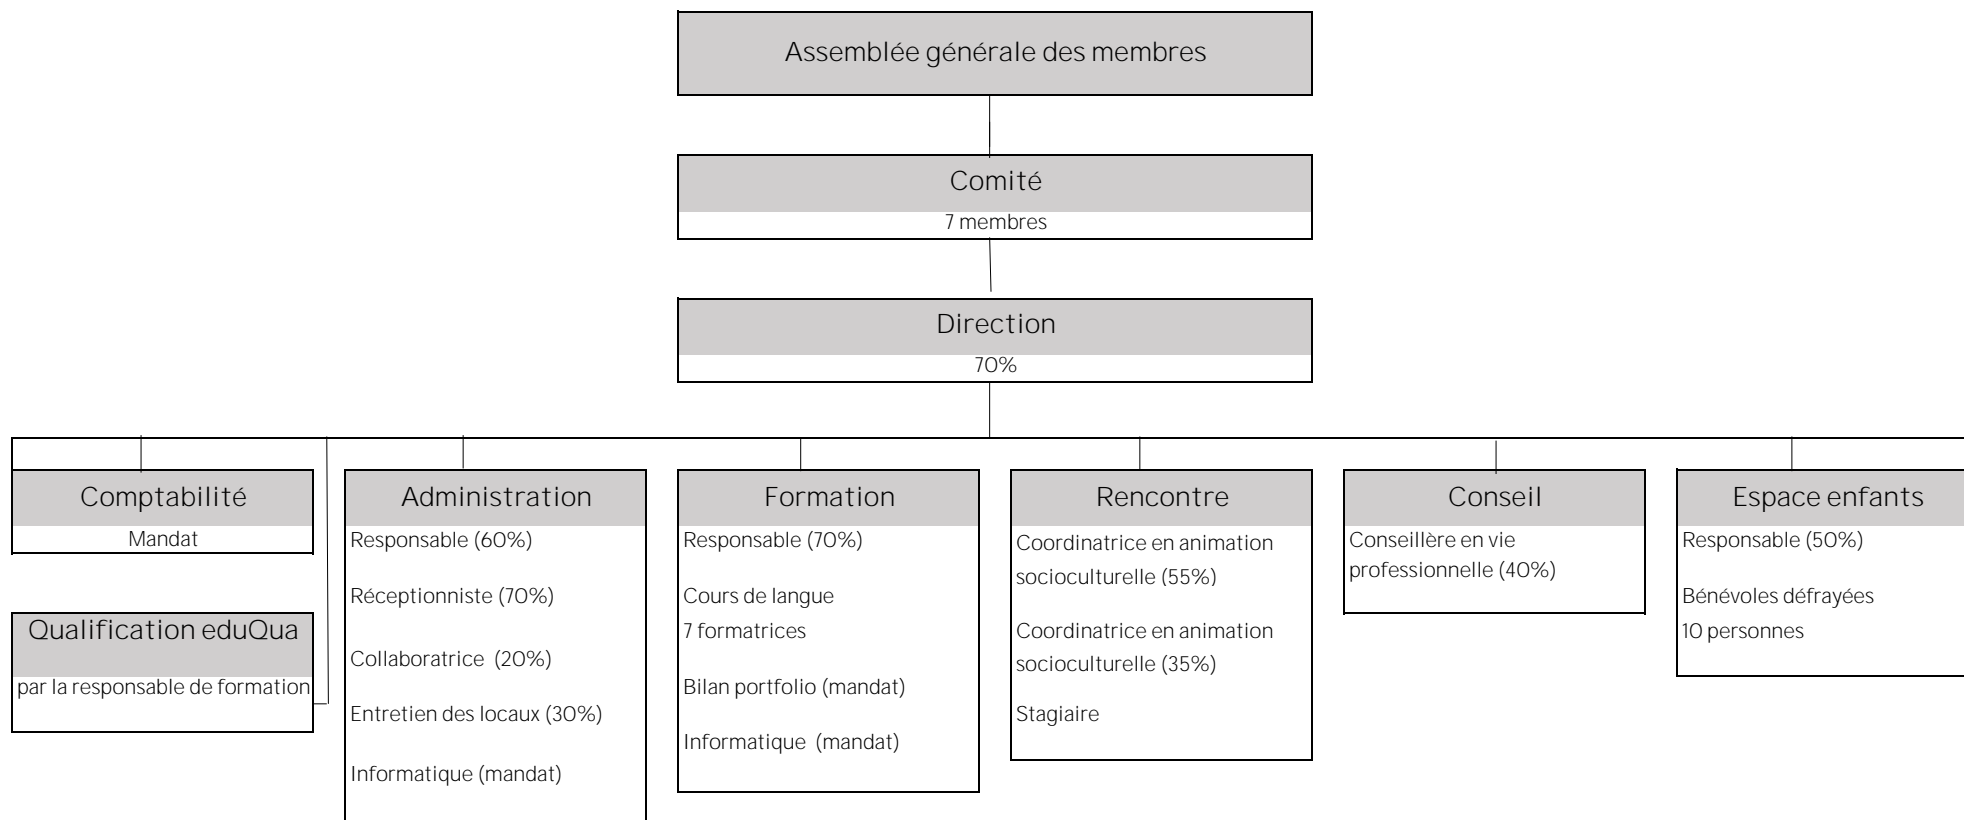 Assemblée générale des membres
Comité
7 membres
Direction
70%
Comptabilité
Mandat
Qualification eduQua
par la responsable de formation
Administration
Responsable (60%)
Réceptionniste (70%)
Collaboratrice (20%)
Entretien des locaux (30%)
Informatique (mandat)
Formation
Responsable (70%)
Cours de langue
7 formatrices
Bilan portfolio (mandat)
Informatique (mandat)
Rencontre
Coordinatrice en animation
socioculturelle (55%)
Coordinatrice en animation
socioculturelle (35%)
Stagiaire
Conseil
Conseillère en vie
professionnelle (40%)
Espace enfants
Responsable (50%)
Bénévoles défrayées
10 personnes